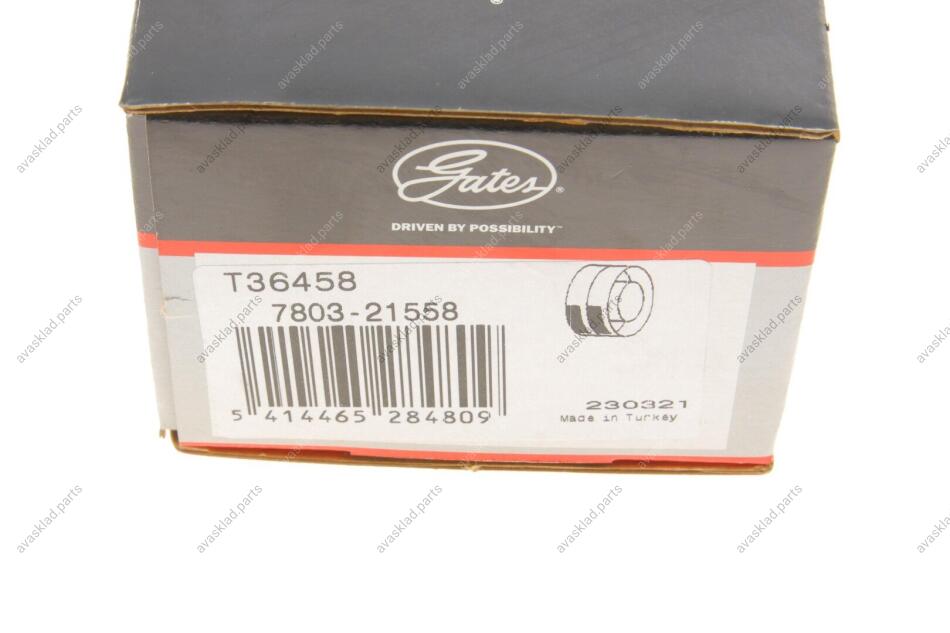 Gates®
DRIVEN BY POSSIBILITY™
T36458
7803-21558
5 414465 284809
230321
Made in Turkey
avasklad.parts